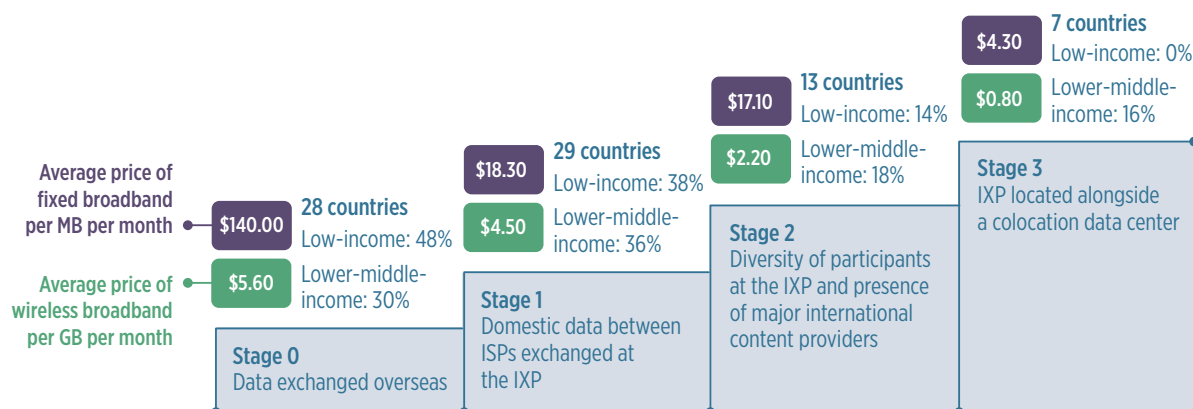 Average price of
fixed broadband
per MB per month
Average price of
wireless broadband
per GB per month
$140.00
$5.60
28 countries
Low-income: 48%
Lower-middle-
income: 30%
Stage 0
Data exchanged overseas
$18.30
$4.50
29 countries
Low-income: 38%
Lower-middle-
income: 36%
Stage 1
Domestic data between
ISPs exchanged at
the IXP
$17.10
$2.20
13 countries
Low-income: 14%
Lower-middle-
income: 18%
Stage 2
Diversity of participants
at the IXP and presence
of major international
content providers
$4.30
$0.80
7 countries
Low-income: 0%
Lower-middle-
income: 16%
Stage 3
IXP located alongside
a colocation data center